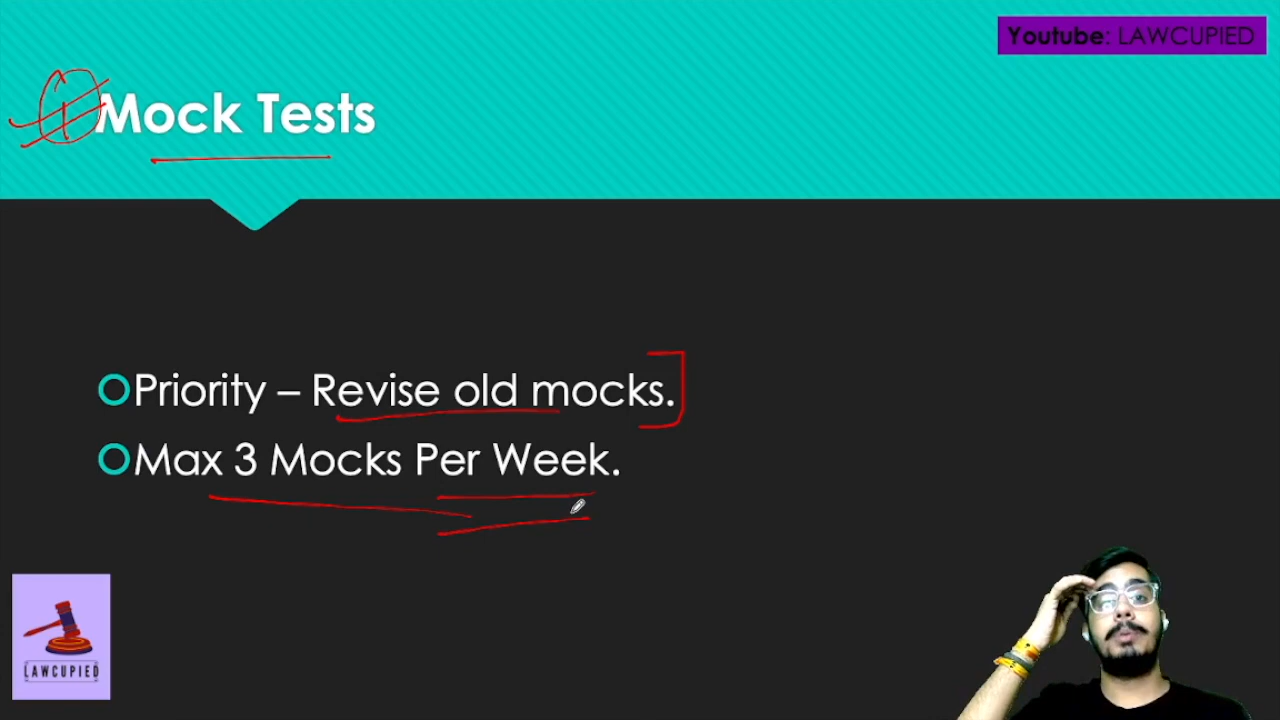 Youtube: LAWCUPIED
Mock Tests
Priority – Revise old mocks.
Max 3 Mocks Per Week.
LAWCUPIED